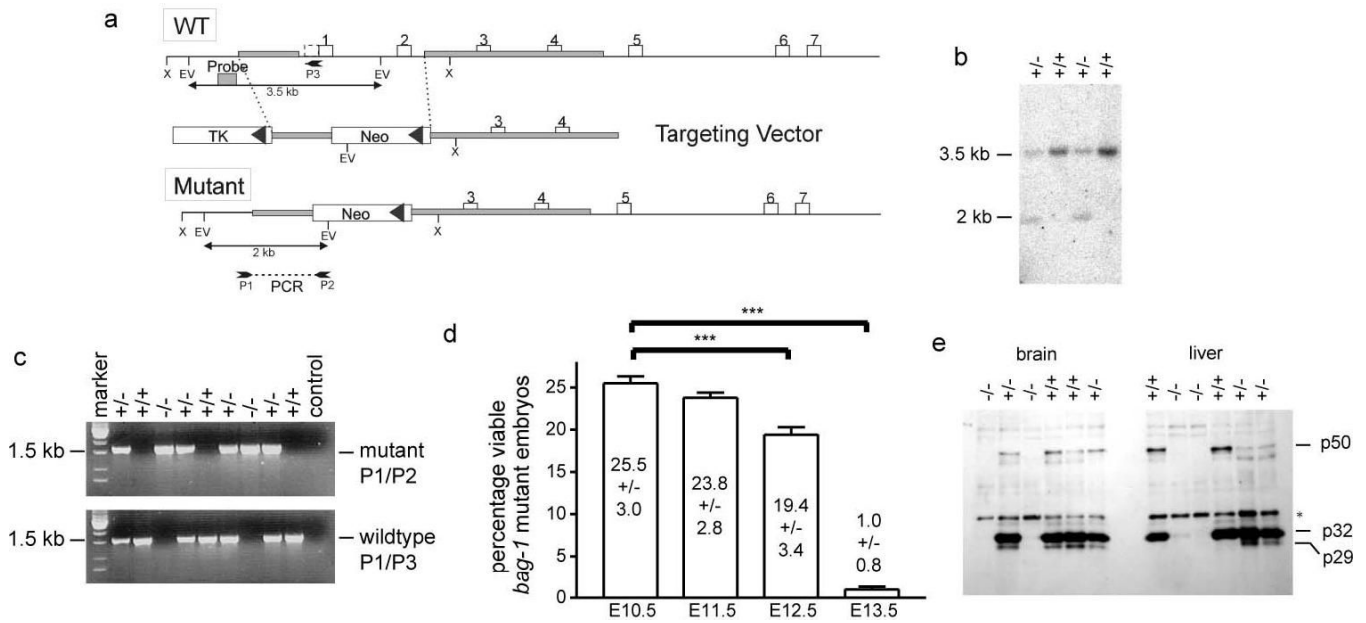 a
WT
1 2 3 4 5 6 7
X EV P3 EV X
Probe
3.5 kb
TK Neo 3 4 Targeting Vector
EV X
Mutant
Neo 3 4 5 6 7
X EV EV X
2 kb
P1 PCR P2
b
+/- +/+ +/- +/+
3.5 kb
2 kb
c
marker +/- +/+ -/- +/- +/+ +/- -/- +/- +/+ control
1.5 kb
mutant
P1/P2
1.5 kb
wildtype
P1/P3
d
***
***
percentage viable
bag-1 mutant embryos
25
20
15
10
5
0
25.5
+/-
3.0
23.8
+/-
2.8
19.4
+/-
3.4
1.0
+/-
0.8
E10.5 E11.5 E12.5 E13.5
e
brain liver
-/- +/- -/- +/+ +/+ +/- +/+ -/- -/- +/+ +/- +/-
p50
*
p32
p29